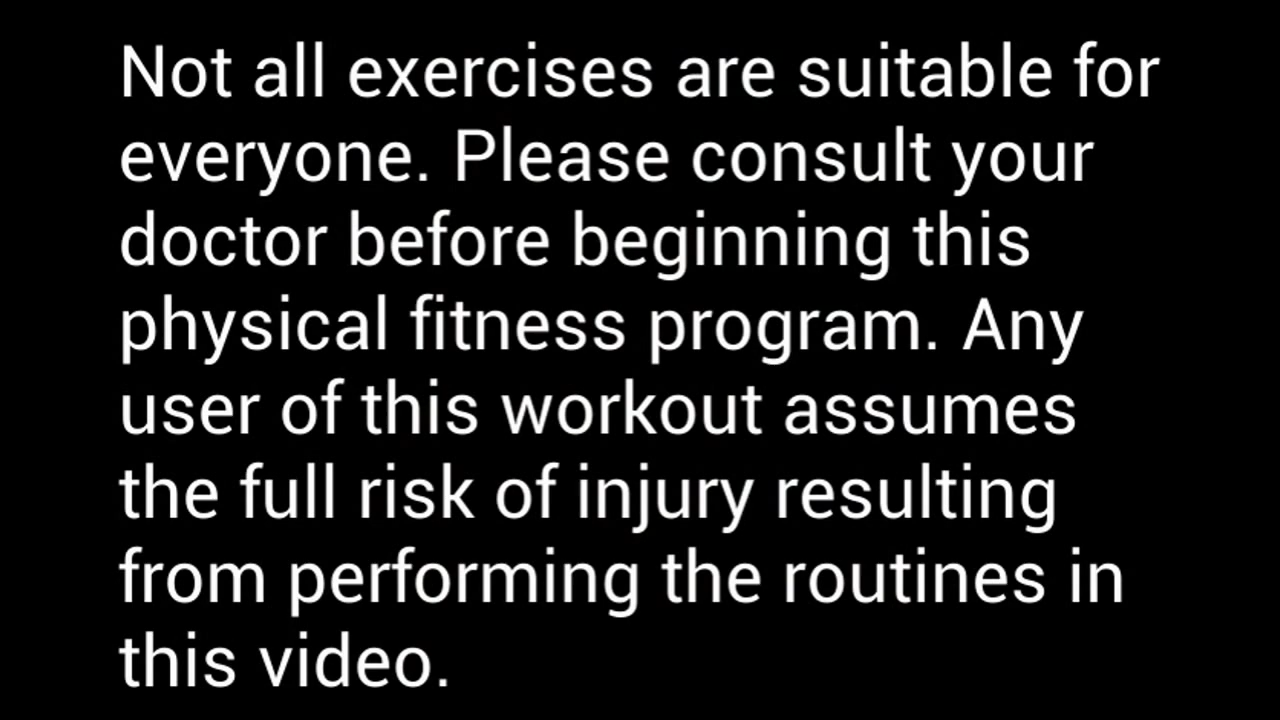 Not all exercises are suitable for
everyone. Please consult your
doctor before beginning this
physical fitness program. Any
user of this workout assumes
the full risk of injury resulting
from performing the routines in
this video.